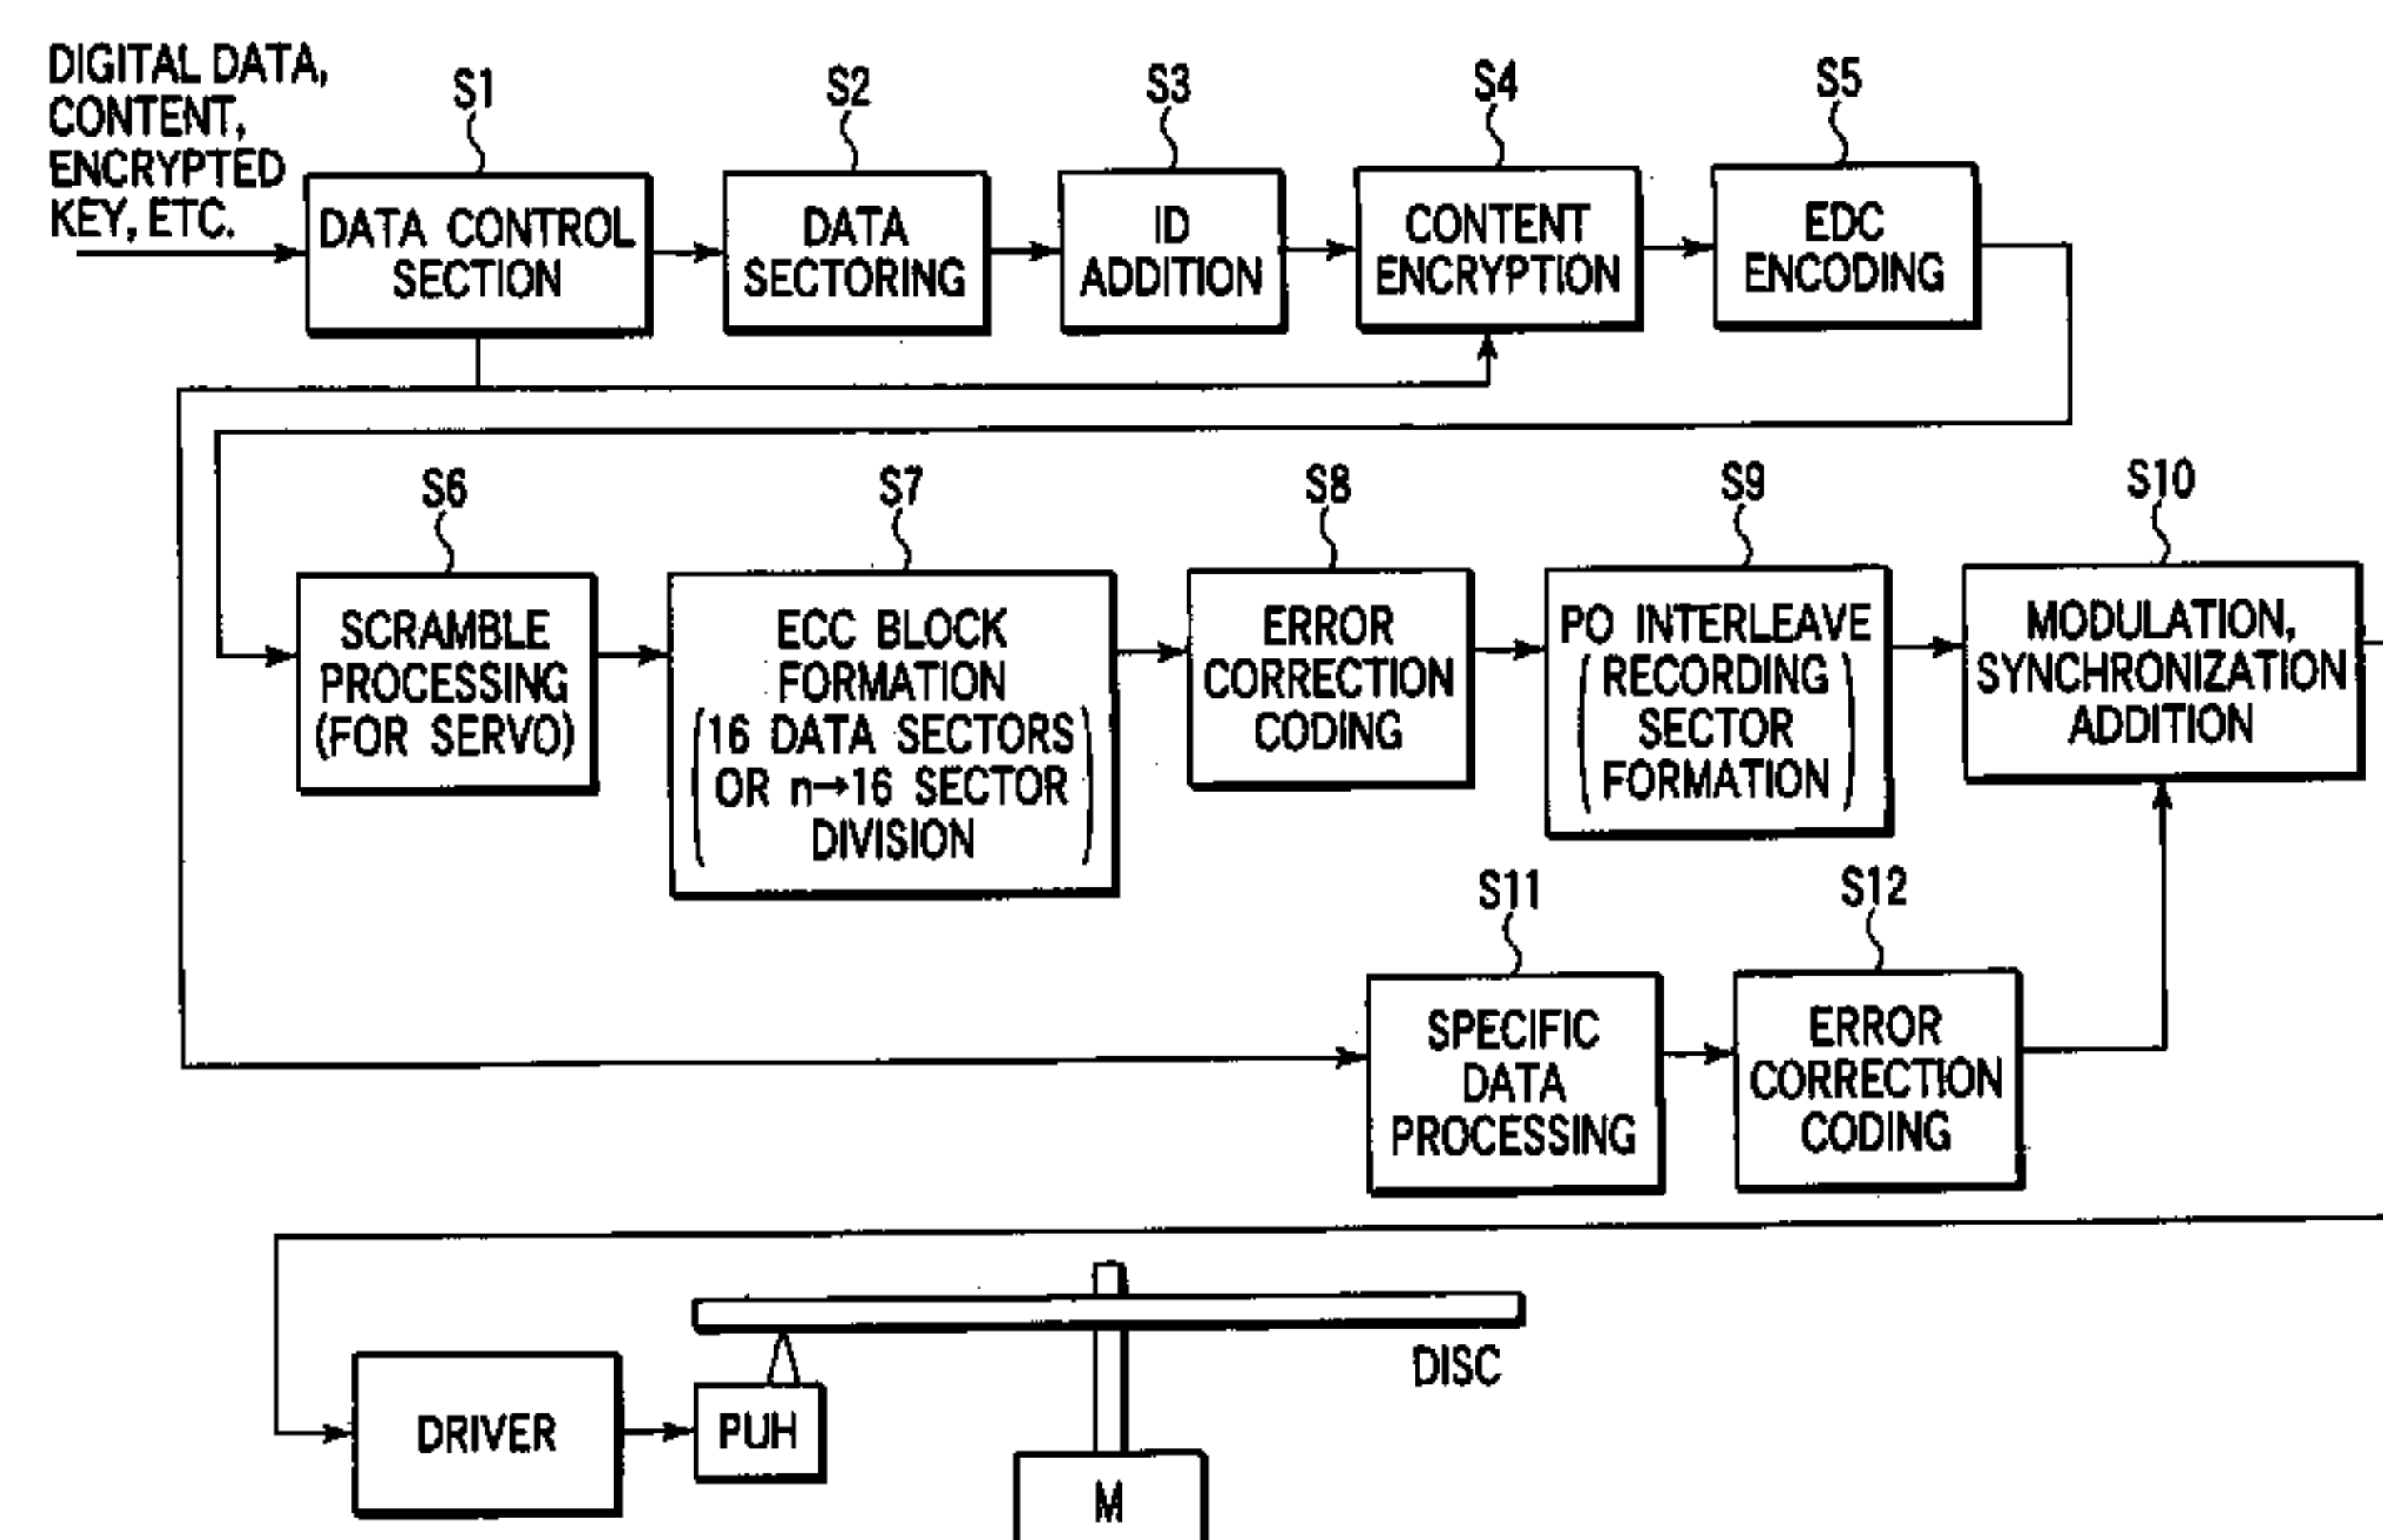 DIGITAL DATA,
CONTENT,
ENCRYPTED
KEY, ETC.
S1
DATA CONTROL
SECTION
S2
DATA
SECTORING
S3
ID
ADDITION
S4
CONTENT
ENCRYPTION
S5
EDC
ENCODING
S6
SCRAMBLE
PROCESSING
(FOR SERVO)
S7
ECC BLOCK
FORMATION
(16 DATA SECTORS
OR n→16 SECTOR
DIVISION)
S8
ERROR
CORRECTION
CODING
S9
PO INTERLEAVE
(RECORDING
SECTOR
FORMATION)
S10
MODULATION,
SYNCHRONIZATION
ADDITION
S11
SPECIFIC
DATA
PROCESSING
S12
ERROR
CORRECTION
CODING
DISC
DRIVER
PUH
M